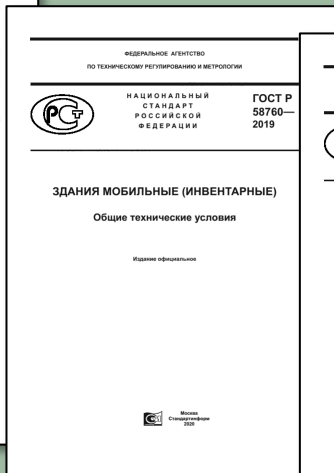 ФЕДЕРАЛЬНОЕ АГЕНТСТВО
ПО ТЕХНИЧЕСКОМУ РЕГУЛИРОВАНИЮ И МЕТРОЛОГИИ
НАЦИОНАЛЬНЫЙ
СТАНДАРТ
РОССИЙСКОЙ
ФЕДЕРАЦИИ
ГОСТ Р
58760—
2019
ЗДАНИЯ МОБИЛЬНЫЕ (ИНВЕНТАРНЫЕ)
Общие технические условия
Издание официальное
Москва
Стандартинформ
2020